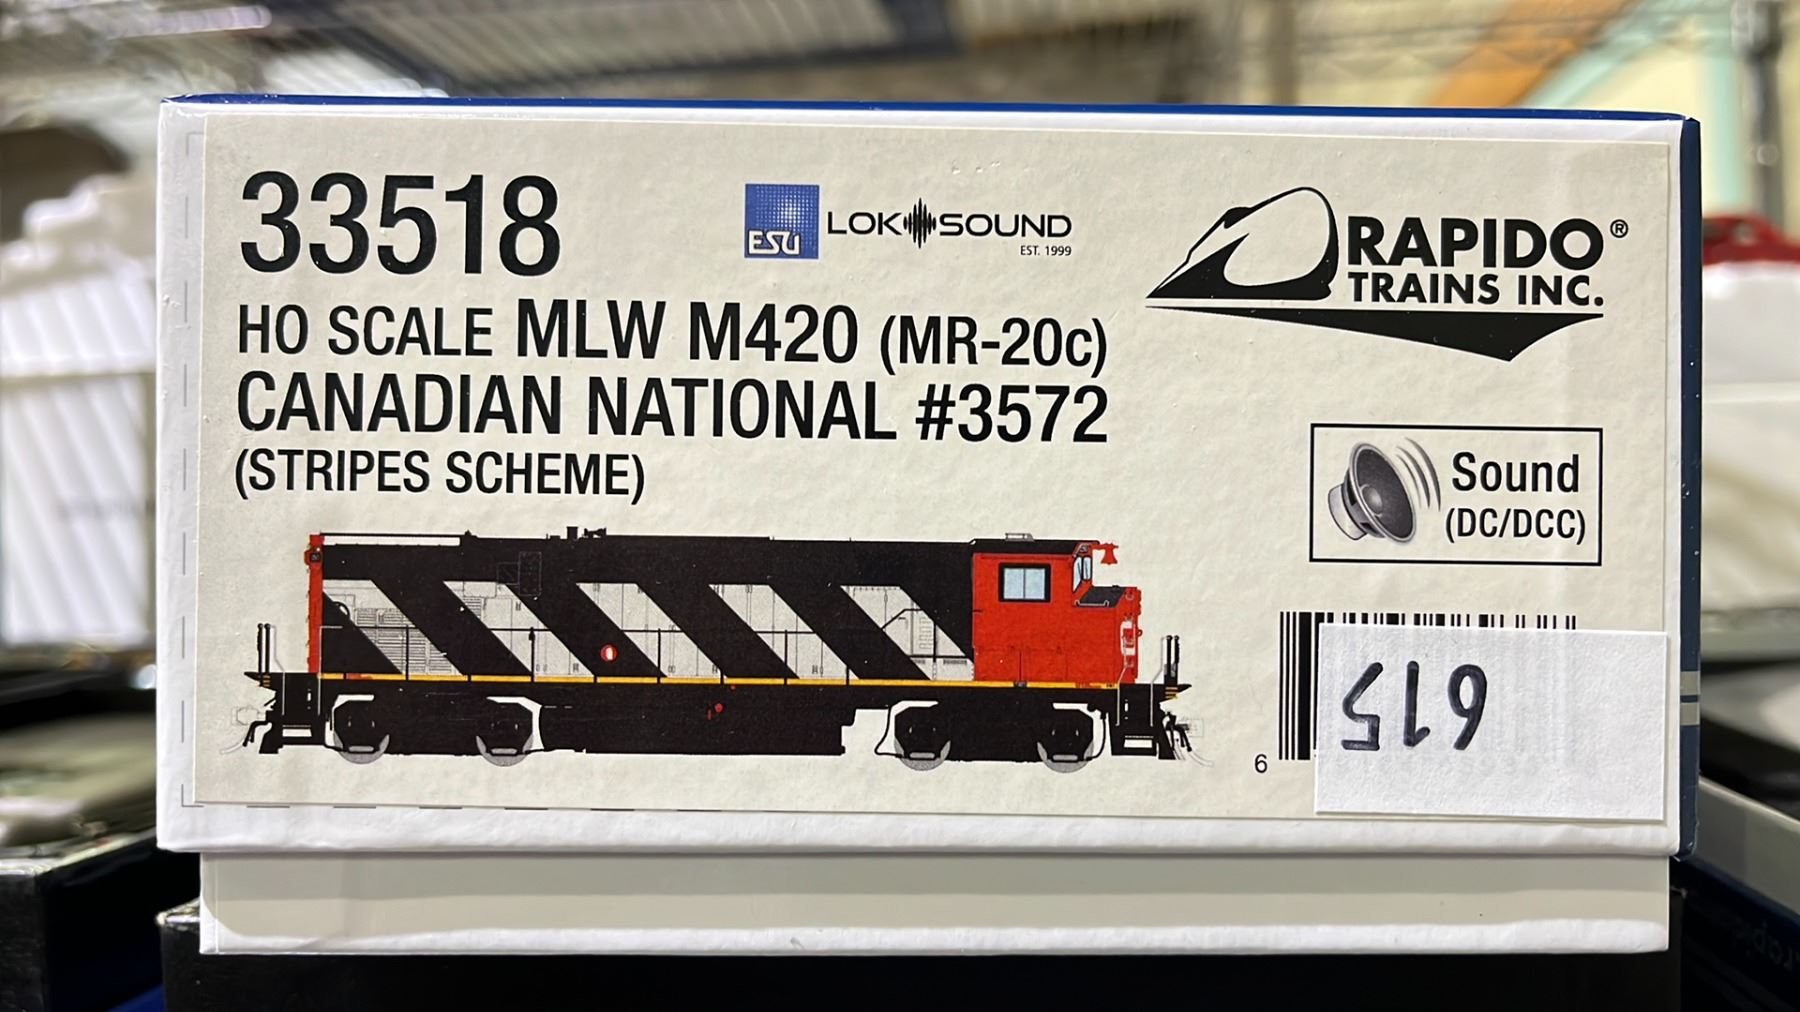 33518
ESU LOKSOUND
EST. 1999
RAPIDO®
TRAINS INC.
HO SCALE MLW M420 (MR-20c)
CANADIAN NATIONAL #3572
(STRIPES SCHEME)
Sound
(DC/DCC)
6
615